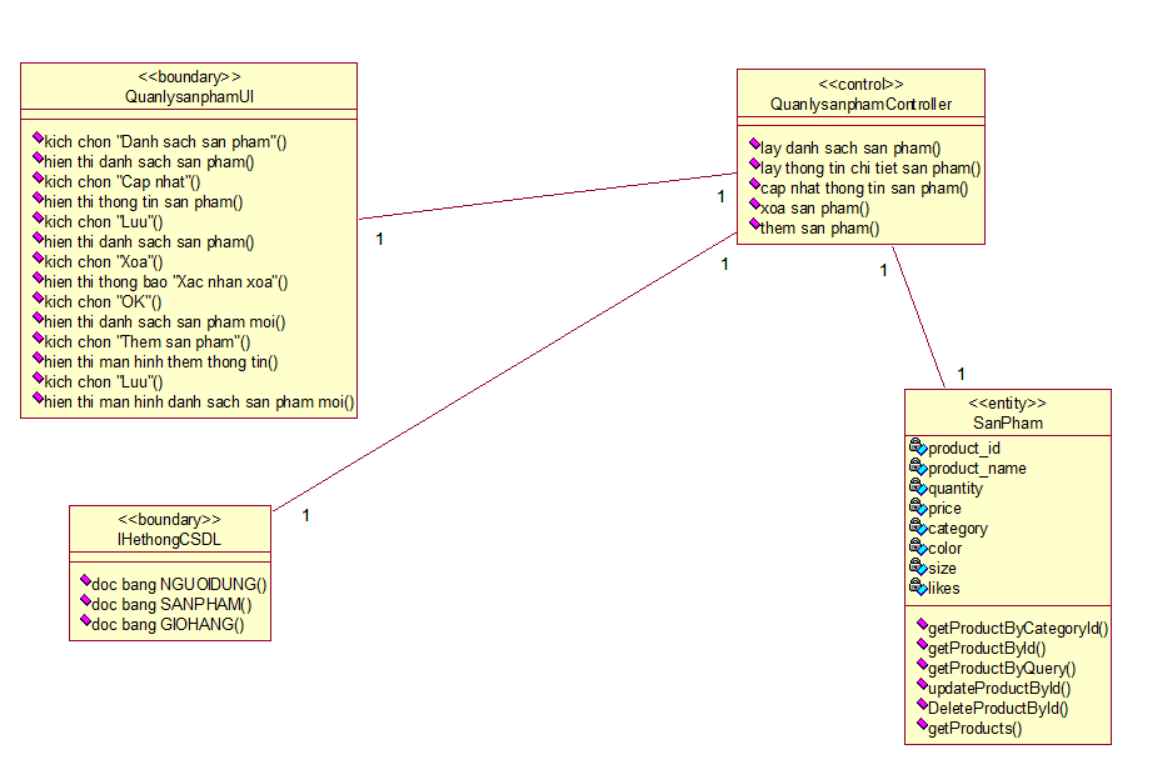 <<boundary>>
QuanlysanphamUI
kich chon "Danh sach san pham"()
hien thi danh sach san pham()
kich chon "Cap nhat"()
hien thi thong tin san pham()
kich chon "Luu"()
hien thi danh sach san pham()
kich chon "Xoa"()
hien thi thong bao "Xac nhan xoa"()
kich chon "OK"()
hien thi danh sach san pham moi()
kich chon "Them san pham"()
hien thi man hinh them thong tin()
kich chon "Luu"()
hien thi man hinh danh sach san pham moi()
1
1
<<control>>
QuanlysanphamController
lay danh sach san pham()
lay thong tin chi tiet san pham()
cap nhat thong tin san pham()
xoa san pham()
them san pham()
1
1
1
1
<<boundary>>
IHethongCSDL
doc bang NGUOIDUNG()
doc bang SANPHAM()
doc bang GIOHANG()
<<entity>>
SanPham
product_id
product_name
quantity
price
category
color
size
likes
getProductByCategoryId()
getProductById()
getProductByQuery()
updateProductById()
DeleteProductById()
getProducts()